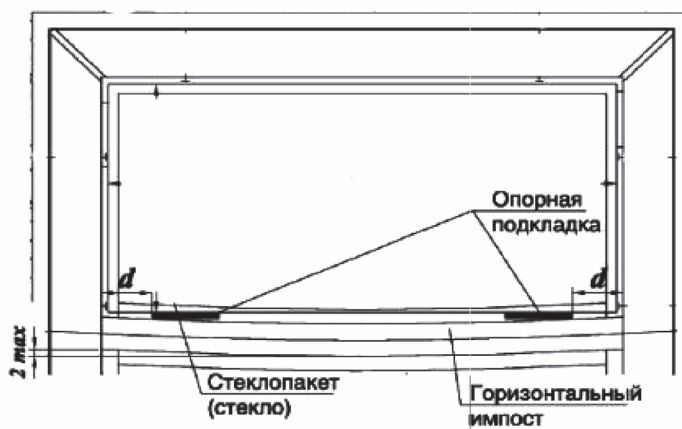 Опорная
подкладка
d
d
2 max
Стеклопакет
(стекло)
Горизонтальный
импост